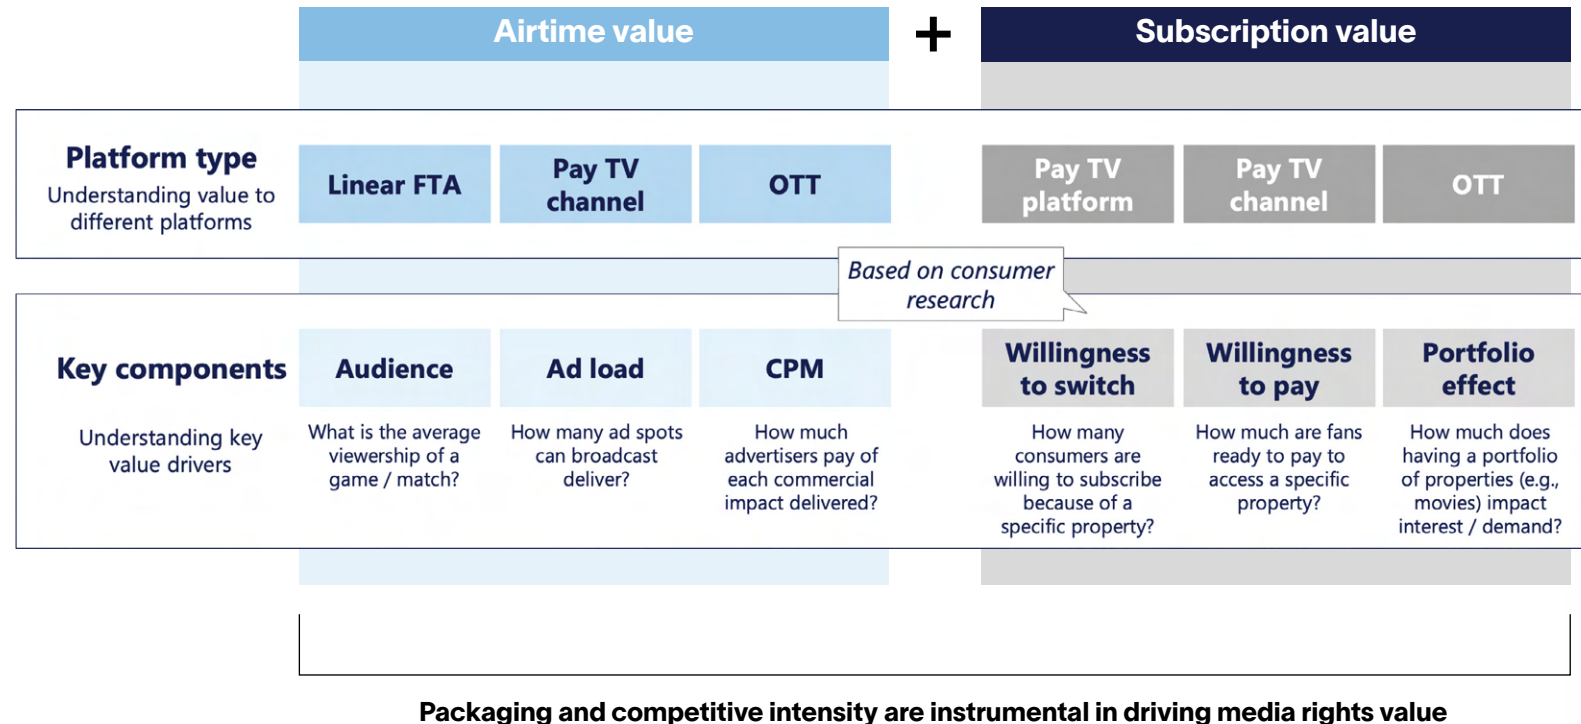 Airtime value
+
Subscription value
Platform type
Understanding value to
different platforms
Linear FTA
Pay TV
channel
OTT
Pay TV
platform
Pay TV
channel
OTT
Based on consumer
research
Key components
Understanding key
value drivers
Audience
What is the average
viewership of a
game / match?
Ad load
How many ad spots
can broadcast
deliver?
CPM
How much
advertisers pay of
each commercial
impact delivered?
Willingness
to switch
How many
consumers are
willing to subscribe
because of a
specific property?
Willingness
to pay
How much are fans
ready to pay to
access a specific
property?
Portfolio
effect
How much does
having a portfolio
of properties (e.g.,
movies) impact
interest / demand?
Packaging and competitive intensity are instrumental in driving media rights value